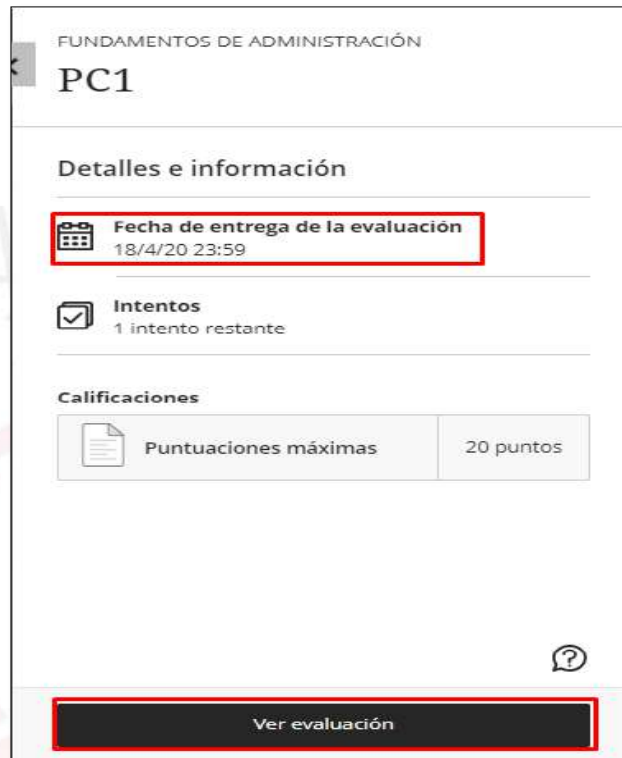 FUNDAMENTOS DE ADMINISTRACIÓN
PC1
Detalles e información
Fecha de entrega de la evaluación
18/4/20 23:59
Intentos
1 intento restante
Calificaciones
Puntuaciones máximas 20 puntos
Ver evaluación